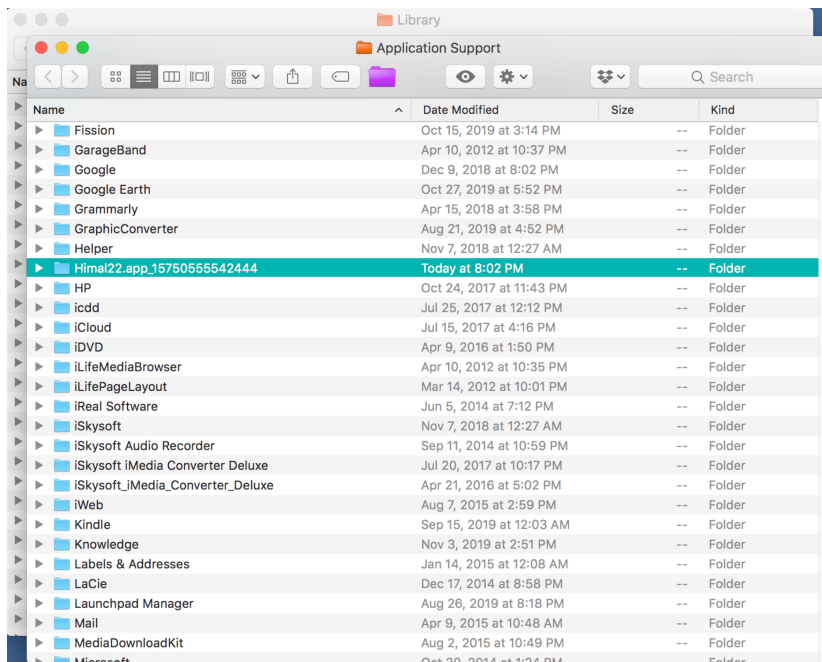 Library
Application Support
Search
Na
Name Date Modified Size Kind
Fission Oct 15, 2019 at 3:14 PM -- Folder
GarageBand Apr 10, 2012 at 10:37 PM -- Folder
Google Dec 9, 2018 at 8:02 PM -- Folder
Google Earth Oct 27, 2019 at 5:52 PM -- Folder
Grammarly Apr 15, 2018 at 3:58 PM -- Folder
GraphicConverter Aug 21, 2019 at 4:52 PM -- Folder
Helper Nov 7, 2018 at 12:27 AM -- Folder
Himal22.app_15750555542444 Today at 8:02 PM -- Folder
HP Oct 24, 2017 at 11:43 PM -- Folder
icdd Jul 25, 2017 at 12:12 PM -- Folder
iCloud Jul 15, 2017 at 4:16 PM -- Folder
iDVD Apr 9, 2016 at 1:50 PM -- Folder
iLifeMediaBrowser Apr 10, 2012 at 10:35 PM -- Folder
iLifePageLayout Mar 14, 2012 at 10:01 PM -- Folder
iReal Software Jun 5, 2014 at 7:12 PM -- Folder
iSkysoft Nov 7, 2018 at 12:27 AM -- Folder
iSkysoft Audio Recorder Sep 11, 2014 at 10:59 PM -- Folder
iSkysoft iMedia Converter Deluxe Jul 20, 2017 at 10:17 PM -- Folder
iSkysoft_iMedia_Converter_Deluxe Apr 21, 2016 at 5:02 PM -- Folder
iWeb Aug 7, 2015 at 2:59 PM -- Folder
Kindle Sep 15, 2019 at 12:03 AM -- Folder
Knowledge Nov 3, 2019 at 2:51 PM -- Folder
Labels & Addresses Jan 14, 2015 at 12:08 AM -- Folder
LaCie Dec 17, 2014 at 8:58 PM -- Folder
Launchpad Manager Aug 26, 2019 at 8:18 PM -- Folder
Mail Apr 9, 2015 at 10:48 AM -- Folder
MediaDownloadKit Aug 2, 2015 at 10:49 PM -- Folder
Microsoft Oct 30, 2014 at 1:34 PM -- Folder